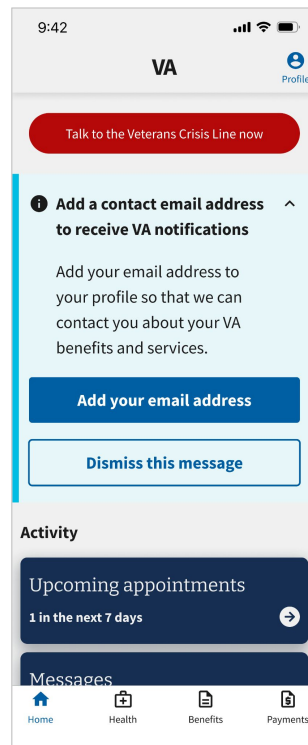 9:42
VA
Profile
Talk to the Veterans Crisis Line now
Add a contact email address
to receive VA notifications
Add your email address to
your profile so that we can
contact you about your VA
benefits and services.
Add your email address
Dismiss this message
Activity
Upcoming appointments
1 in the next 7 days
Messages
Home Health Benefits Payments